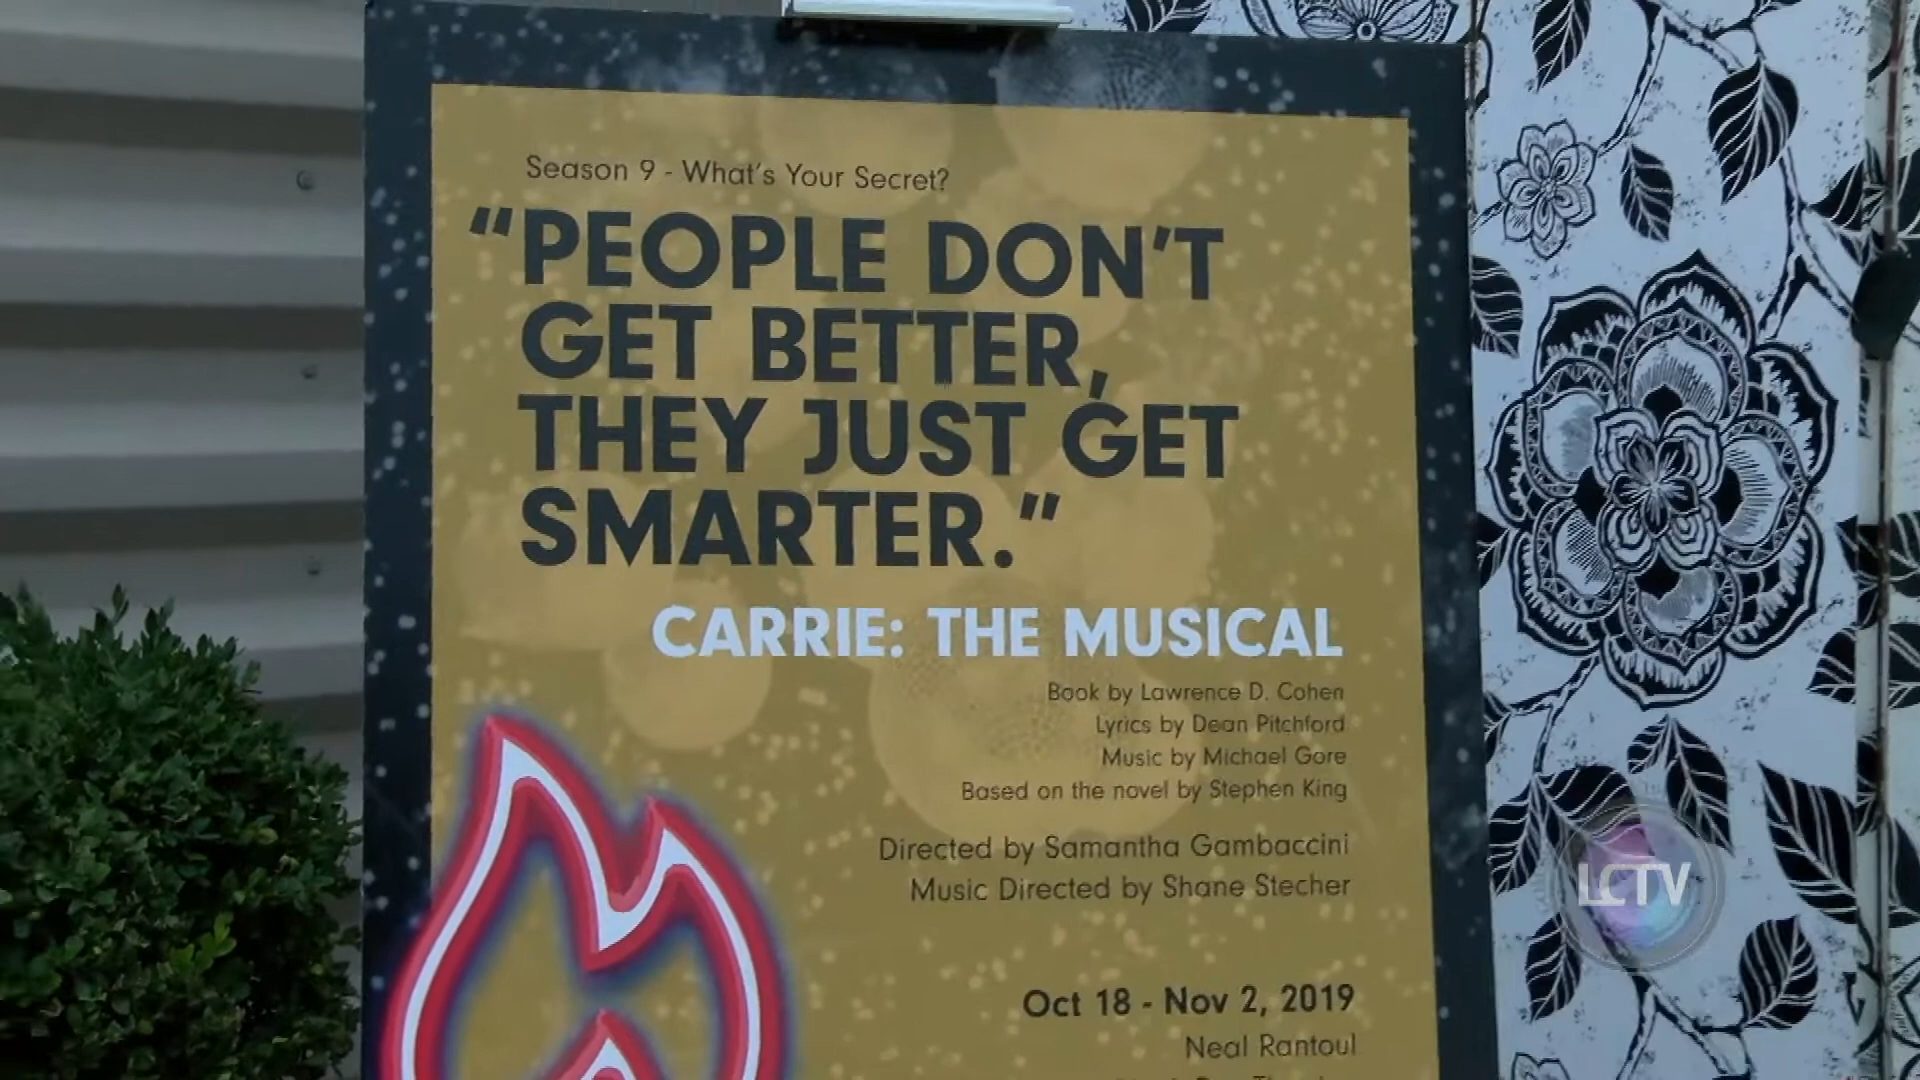 Season 9 - What's Your Secret?
"PEOPLE DON'T
GET BETTER,
THEY JUST GET
SMARTER."
CARRIE: THE MUSICAL
Book by Lawrence D. Cohen
Lyrics by Dean Pitchford
Music by Michael Gore
Based on the novel by Stephen King
Directed by Samantha Gambaccini
Music Directed by Shane Stecher
Oct 18 - Nov 2, 2019
Neal Rantoul
LCTV